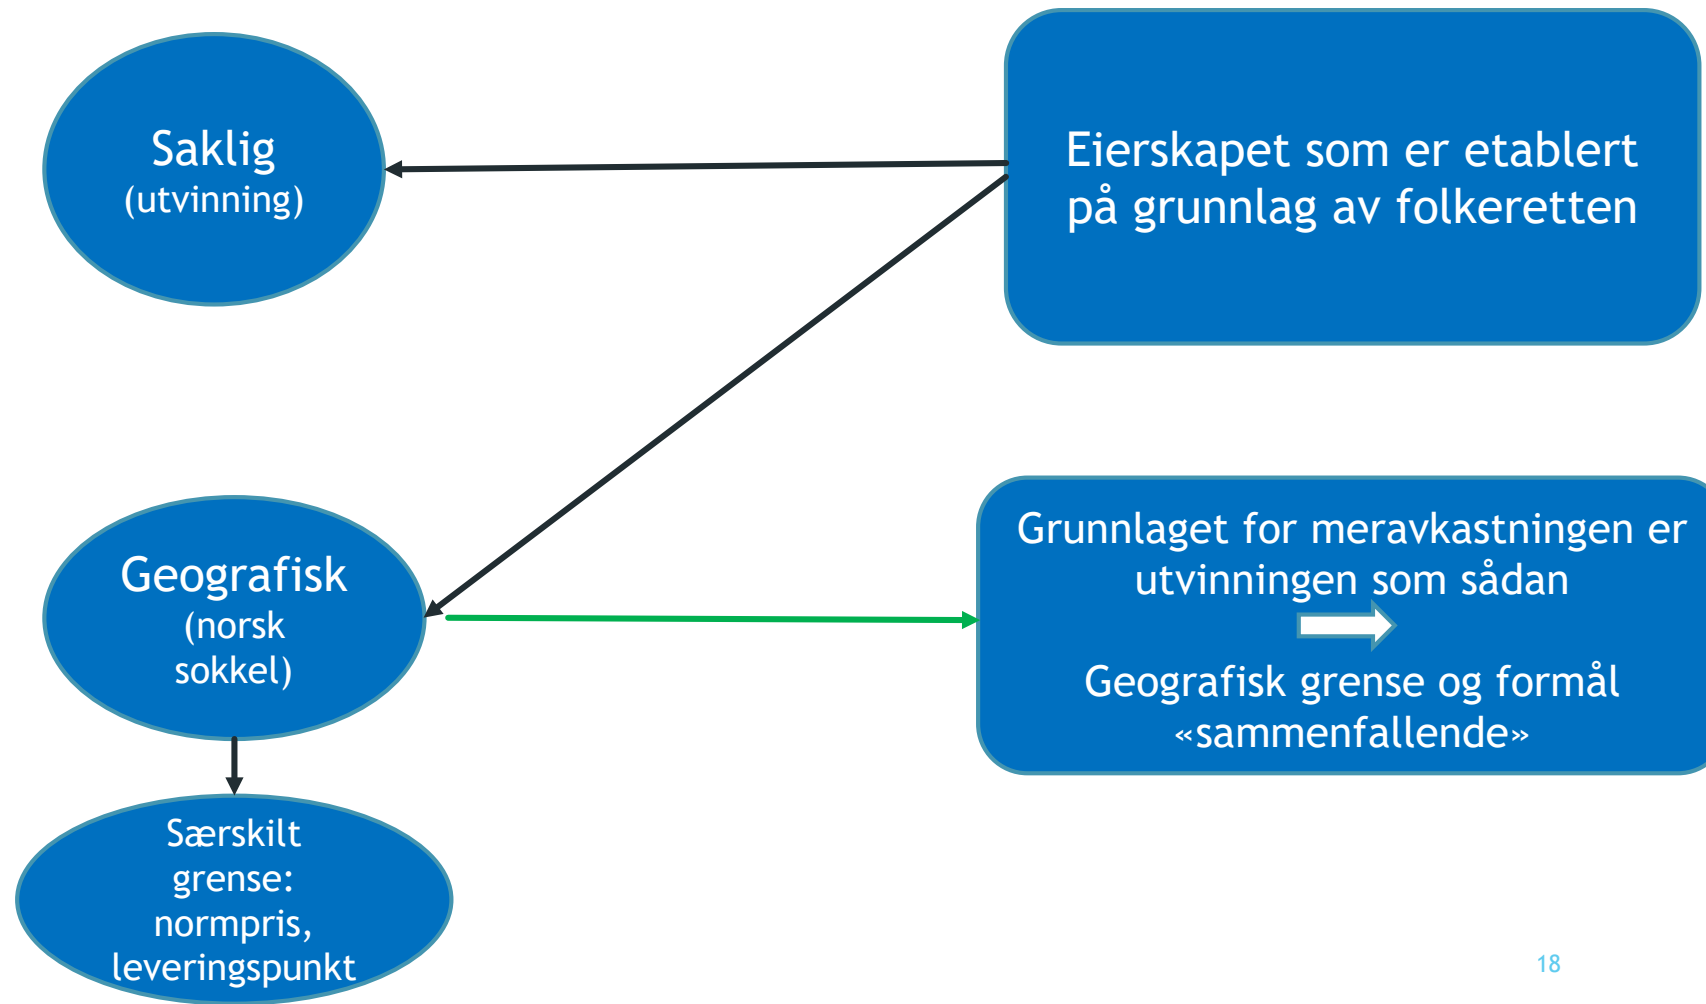 Saklig
(utvinning)
Eierskapet som er etablert
på grunnlag av folkeretten
Geografisk
(norsk
sokkel)
Grunnlaget for meravkastningen er
utvinningen som sådan
Geografisk grense og formål
«sammenfallende»
Særskilt
grense:
normpris,
leveringspunkt
18